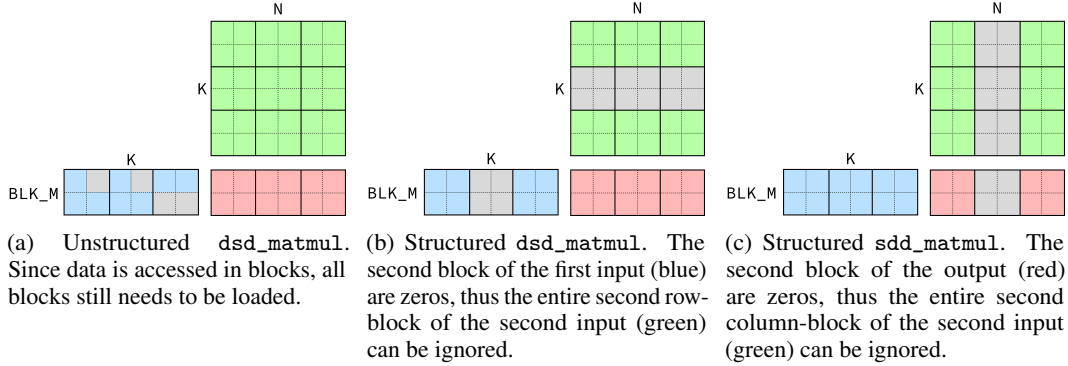 N
K
K
BLK_M
(a) Unstructured dsd_matmul.
Since data is accessed in blocks, all
blocks still needs to be loaded.
N
K
K
BLK_M
(b) Structured dsd_matmul. The
second block of the first input (blue)
are zeros, thus the entire second row-
block of the second input (green)
can be ignored.
N
K
K
BLK_M
(c) Structured sdd_matmul. The
second block of the output (red)
are zeros, thus the entire second
column-block of the second input
(green) can be ignored.